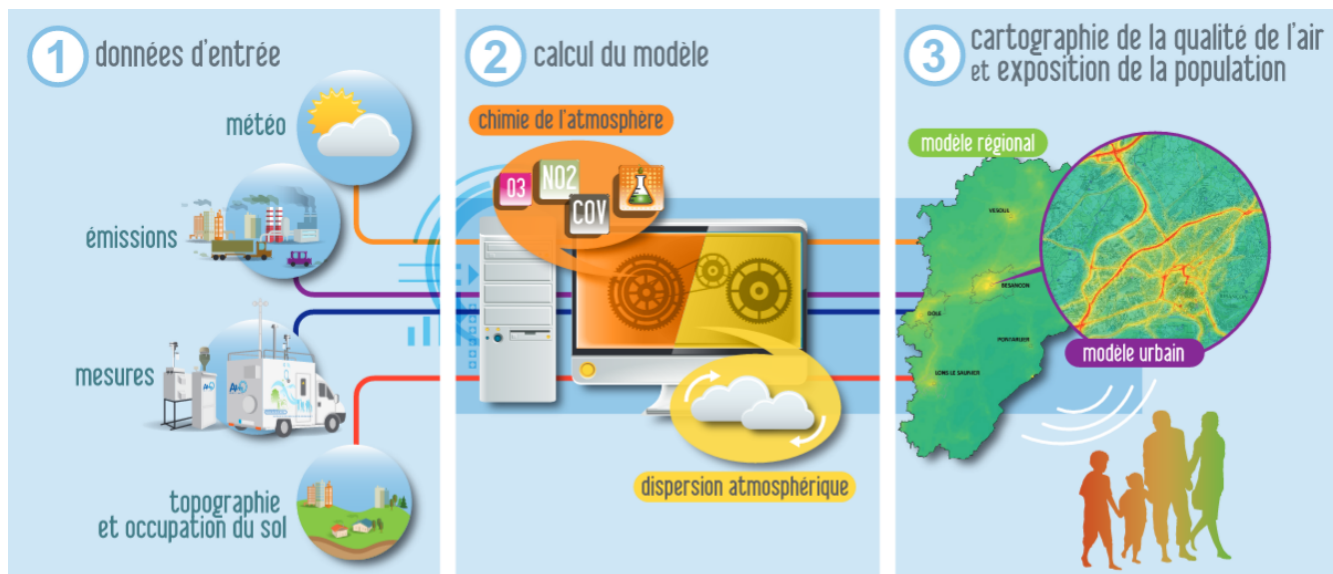 1 données d'entrée
météo
émissions
mesures
topographie
et occupation du sol
2 calcul du modèle
chimie de l'atmosphère
O3
NO2
COV
dispersion atmosphérique
3 cartographie de la qualité de l'air
et exposition de la population
modèle régional
VESOUL
BESANCON
DOLE
PONTARLIER
LONS LE SAUNIER
modèle urbain